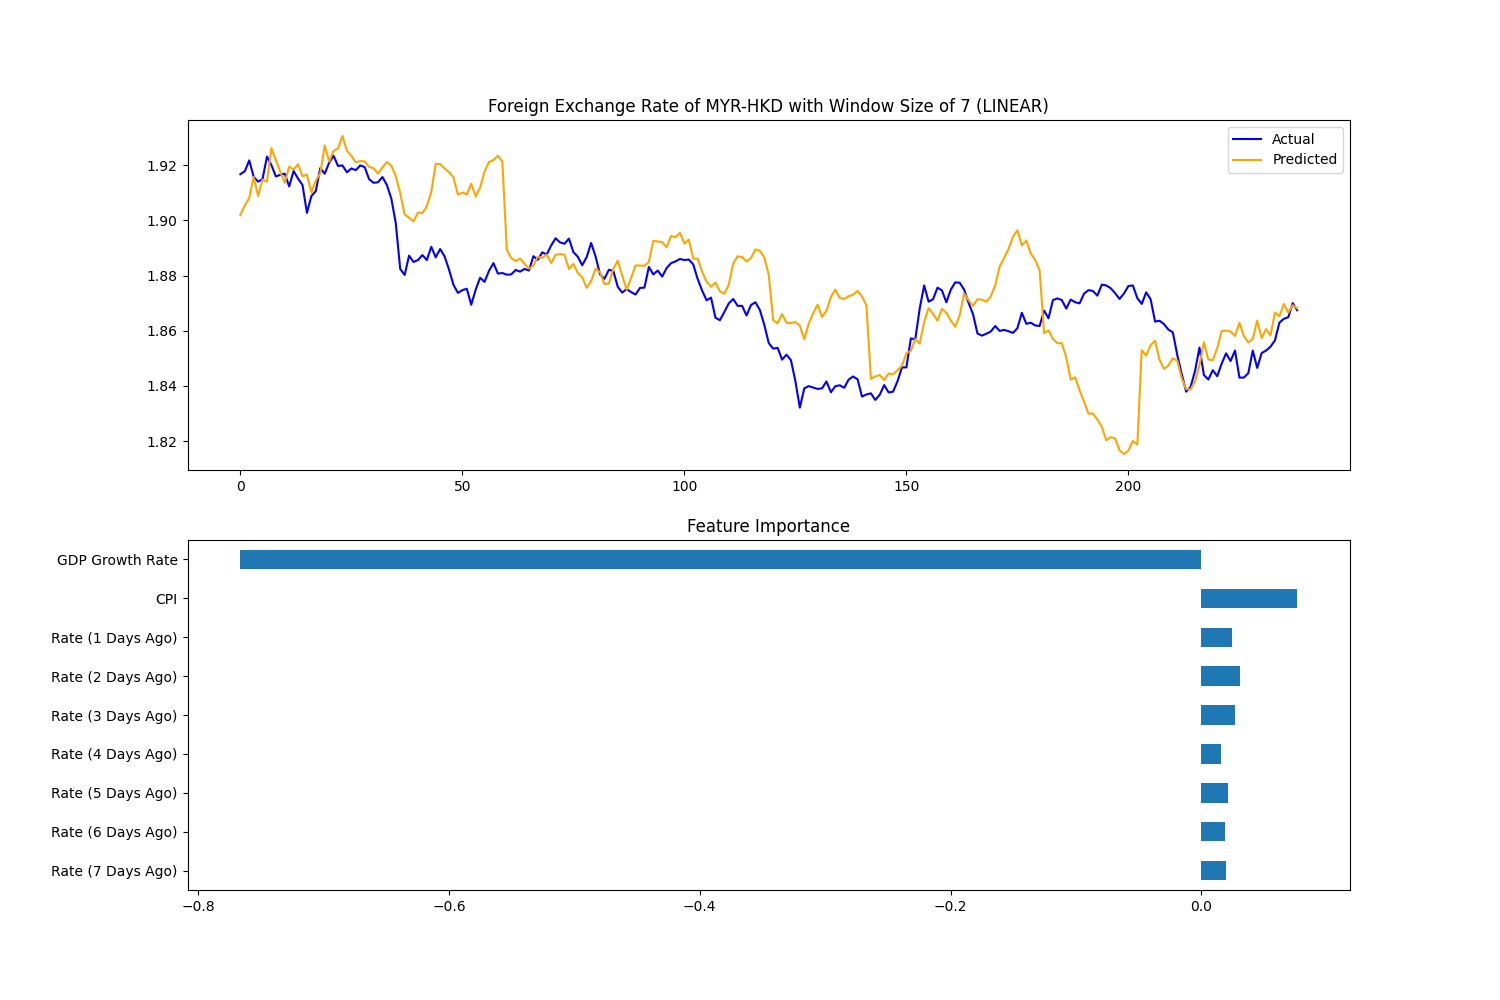 Foreign Exchange Rate of MYR-HKD with Window Size of 7 (LINEAR)
Actual
Predicted
1.92
1.90
1.88
1.86
1.84
1.82
0 50 100 150 200
Feature Importance
GDP Growth Rate
CPI
Rate (1 Days Ago)
Rate (2 Days Ago)
Rate (3 Days Ago)
Rate (4 Days Ago)
Rate (5 Days Ago)
Rate (6 Days Ago)
Rate (7 Days Ago)
−0.8 −0.6 −0.4 −0.2 0.0